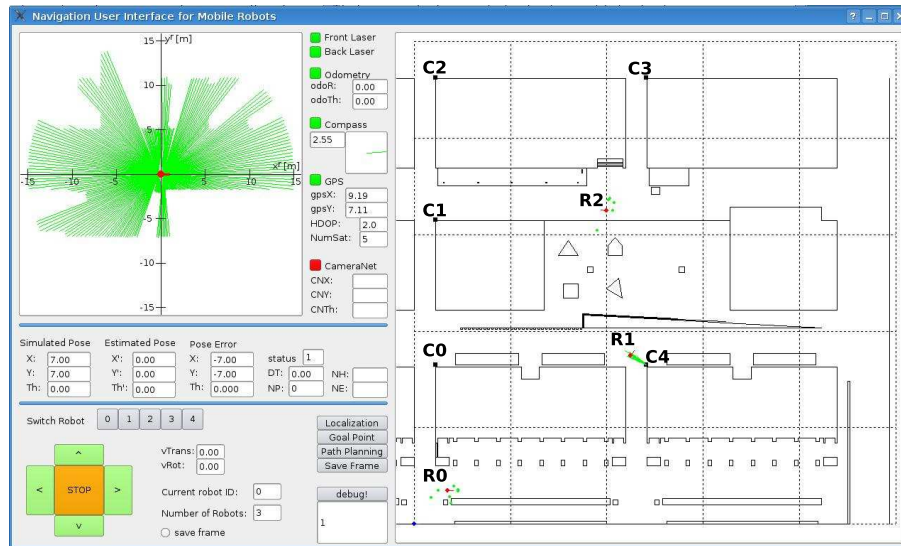 Navigation User Interface for Mobile Robots
15 yʳ [m]
10
5
xʳ [m]
-15
-10
-5
5
10
15
-5
-10
-15
Front Laser
Back Laser
Odometry
odoR: 0.00
odoTh: 0.00
Compass
2.55
GPS
gpsX: 9.19
gpsY: 7.11
HDOP: 2.0
NumSat: 5
CameraNet
CNX:
CNY:
CNTh:
Simulated Pose Estimated Pose Pose Error status 1
X: 7.00 X': 0.00 X: -7.00 DT: 0.00 NH:
Y: 7.00 Y': 0.00 Y: -7.00 NP: 0 NE:
Th: 0.00 Th': 0.00 Th: 0.000
Switch Robot 0 1 2 3 4
^
< STOP >
v
vTrans: 0.00
vRot: 0.00
Current robot ID: 0
Number of Robots: 3
save frame
Localization
Goal Point
Path Planning
Save Frame
debug!
1
C2
C3
R2
C1
R1
C0
C4
R0